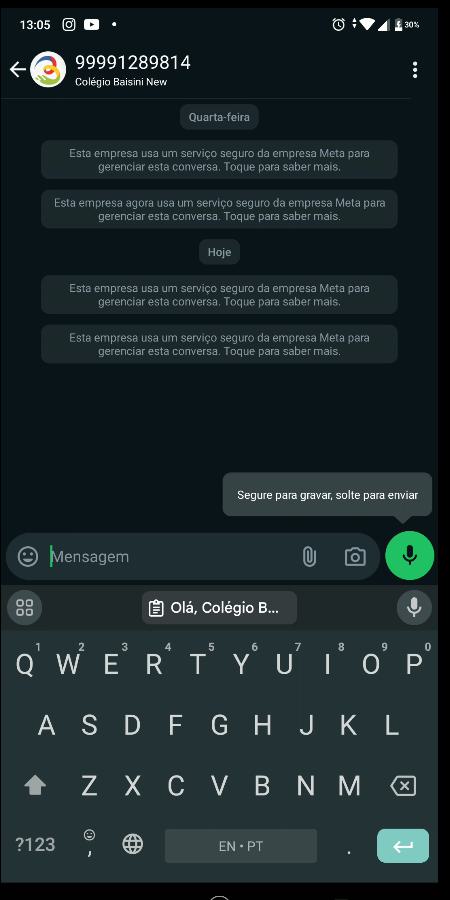 13:05
30%
99991289814
Colégio Baisini New
Quarta-feira
Esta empresa usa um serviço seguro da empresa Meta para
gerenciar esta conversa. Toque para saber mais.
Esta empresa agora usa um serviço seguro da empresa Meta para
gerenciar esta conversa. Toque para saber mais.
Hoje
Esta empresa usa um serviço seguro da empresa Meta para
gerenciar esta conversa. Toque para saber mais.
Esta empresa usa um serviço seguro da empresa Meta para
gerenciar esta conversa. Toque para saber mais.
Segure para gravar, solte para enviar
Mensagem
Olá, Colégio B...
1 2 3 4 5 6 7 8 9 0
Q W E R T Y U I O P
A S D F G H J K L
Z X C V B N M
?123 , EN • PT .